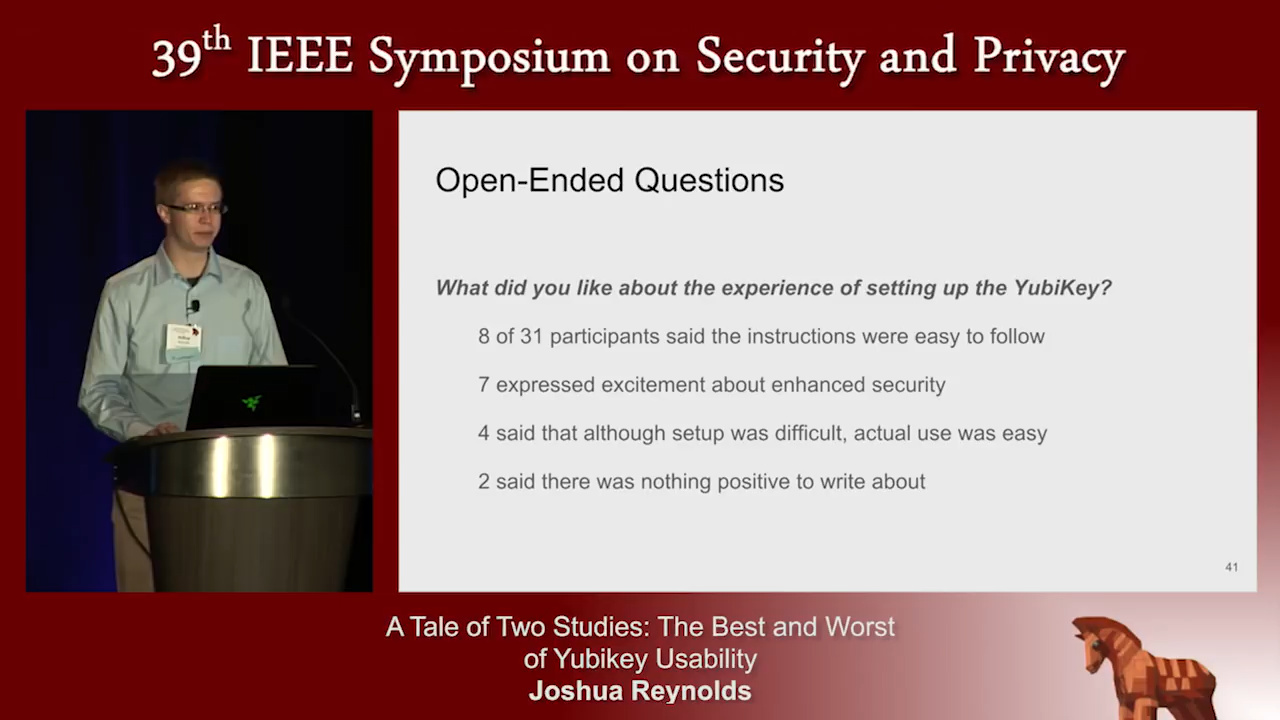 39th IEEE Symposium on Security and Privacy
Open-Ended Questions
What did you like about the experience of setting up the YubiKey?
8 of 31 participants said the instructions were easy to follow
7 expressed excitement about enhanced security
4 said that although setup was difficult, actual use was easy
2 said there was nothing positive to write about
41
A Tale of Two Studies: The Best and Worst
of Yubikey Usability
Joshua Reynolds